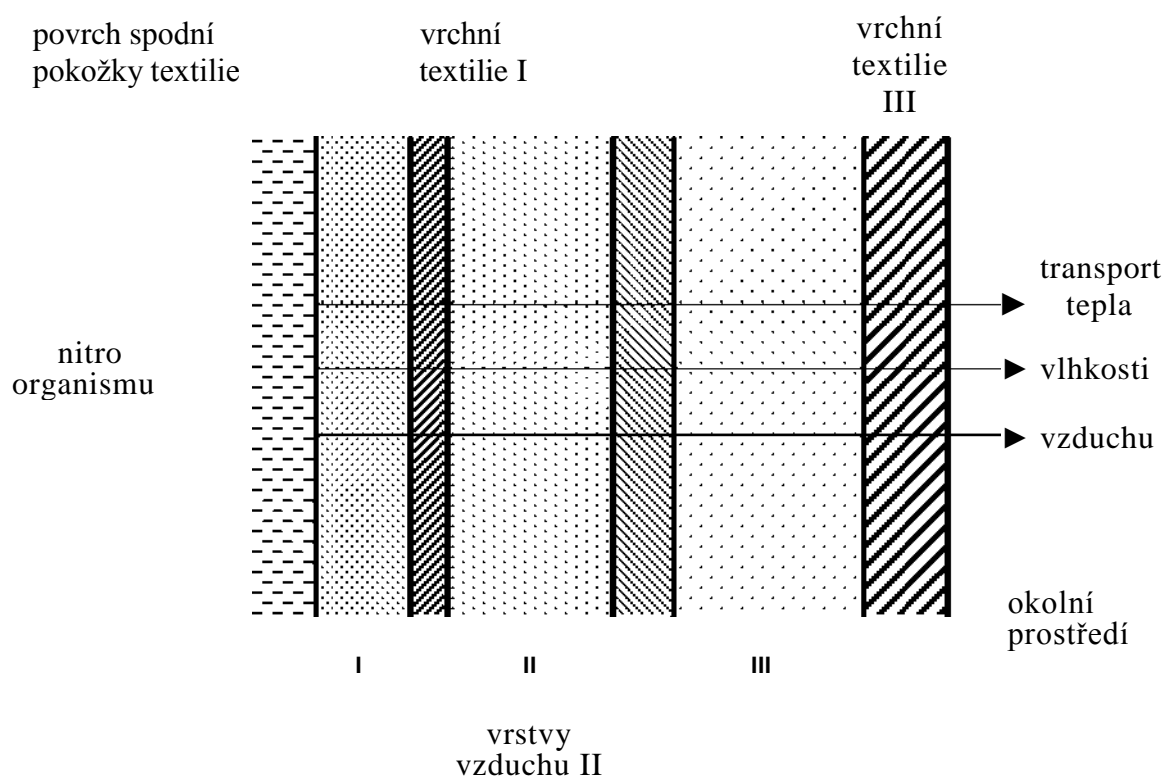 povrch spodní
pokožky textilie
vrchní
textilie I
vrchní
textilie
III
transport
tepla
nitro
organismu
vlhkosti
vzduchu
okolní
prostředí
I
II
III
vrstvy
vzduchu II